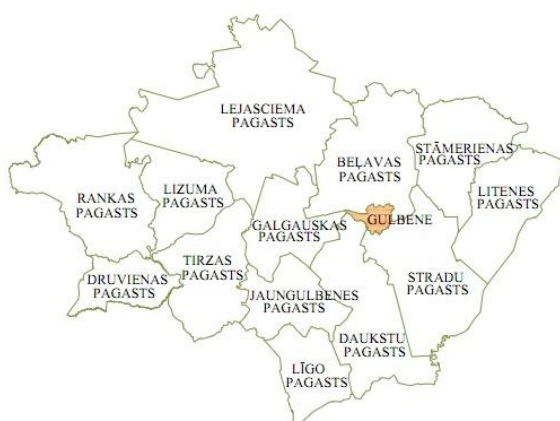 LEJASCIEMA
PAGASTS
STĀMERIENAS
PAGASTS
BEĻAVAS
PAGASTS
LIZUMA
PAGASTS
RANKAS
PAGASTS
LITENES
PAGASTS
GULBENE
GALGAUSKAS
PAGASTS
TIRZAS
PAGASTS
DRUVIENAS
PAGASTS
STRADU
PAGASTS
JAUNGULBENES
PAGASTS
DAUKSTU
PAGASTS
LĪGO
PAGASTS